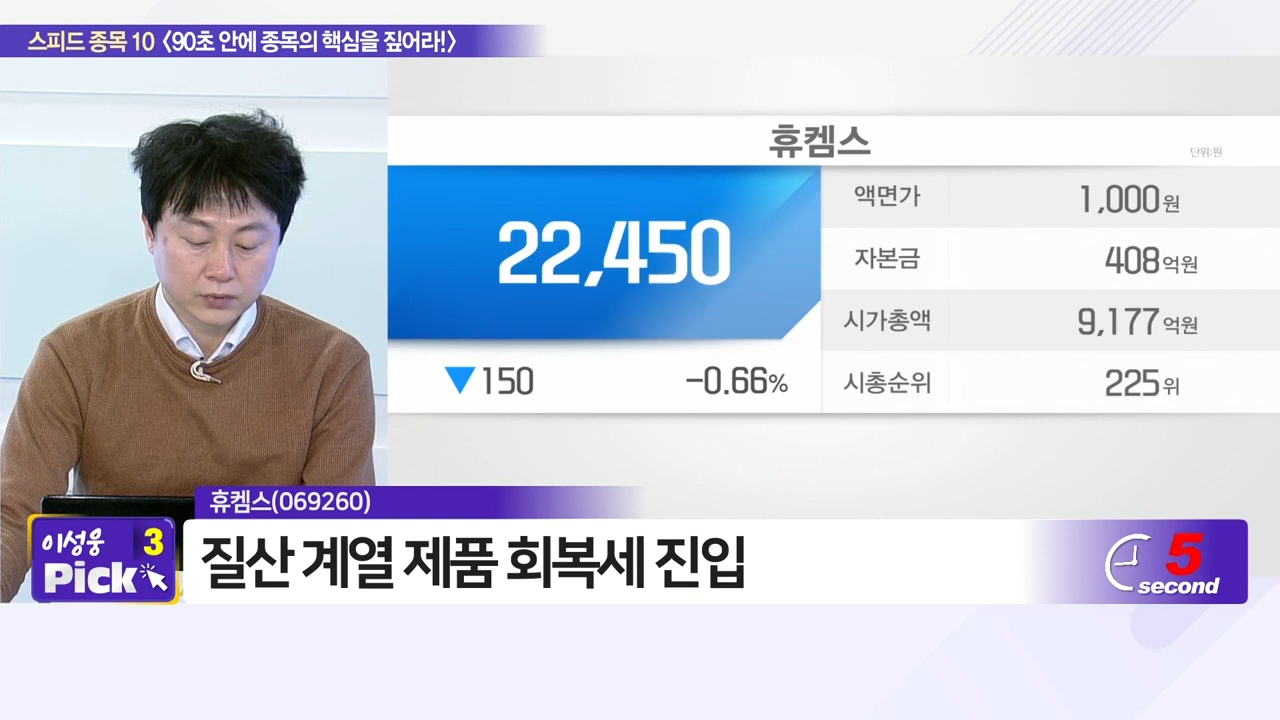 스피드 종목 10 <90초 안에 종목의 핵심을 짚어라!>
휴켐스
단위:원
22,450
▼150 -0.66%
액면가 1,000원
자본금 408억원
시가총액 9,177억원
시총순위 225위
휴켐스(069260)
이성웅 3
Pick
질산 계열 제품 회복세 진입
5
second